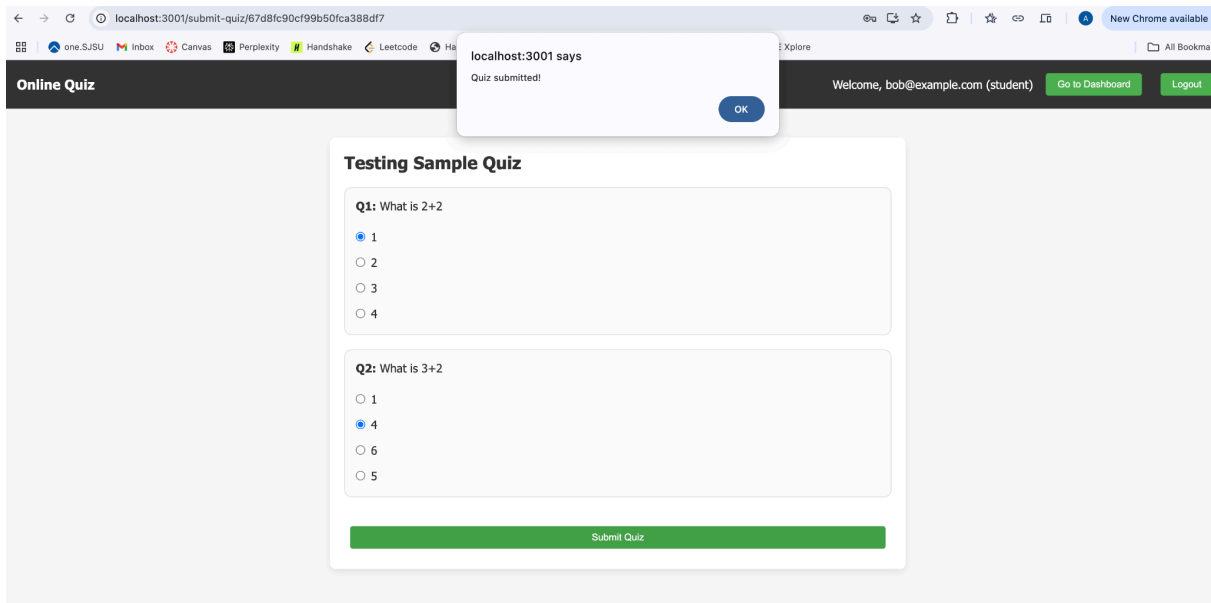 localhost:3001/submit-quiz/67d8fc90cf99b50fca388df7
New Chrome available
one.SJSU Inbox Canvas Perplexity Handshake Leetcode Ha Xplore All Bookma
localhost:3001 says
Quiz submitted!
OK
Online Quiz Welcome, bob@example.com (student) Go to Dashboard Logout
Testing Sample Quiz
Q1: What is 2+2
1
2
3
4
Q2: What is 3+2
1
4
6
5
Submit Quiz